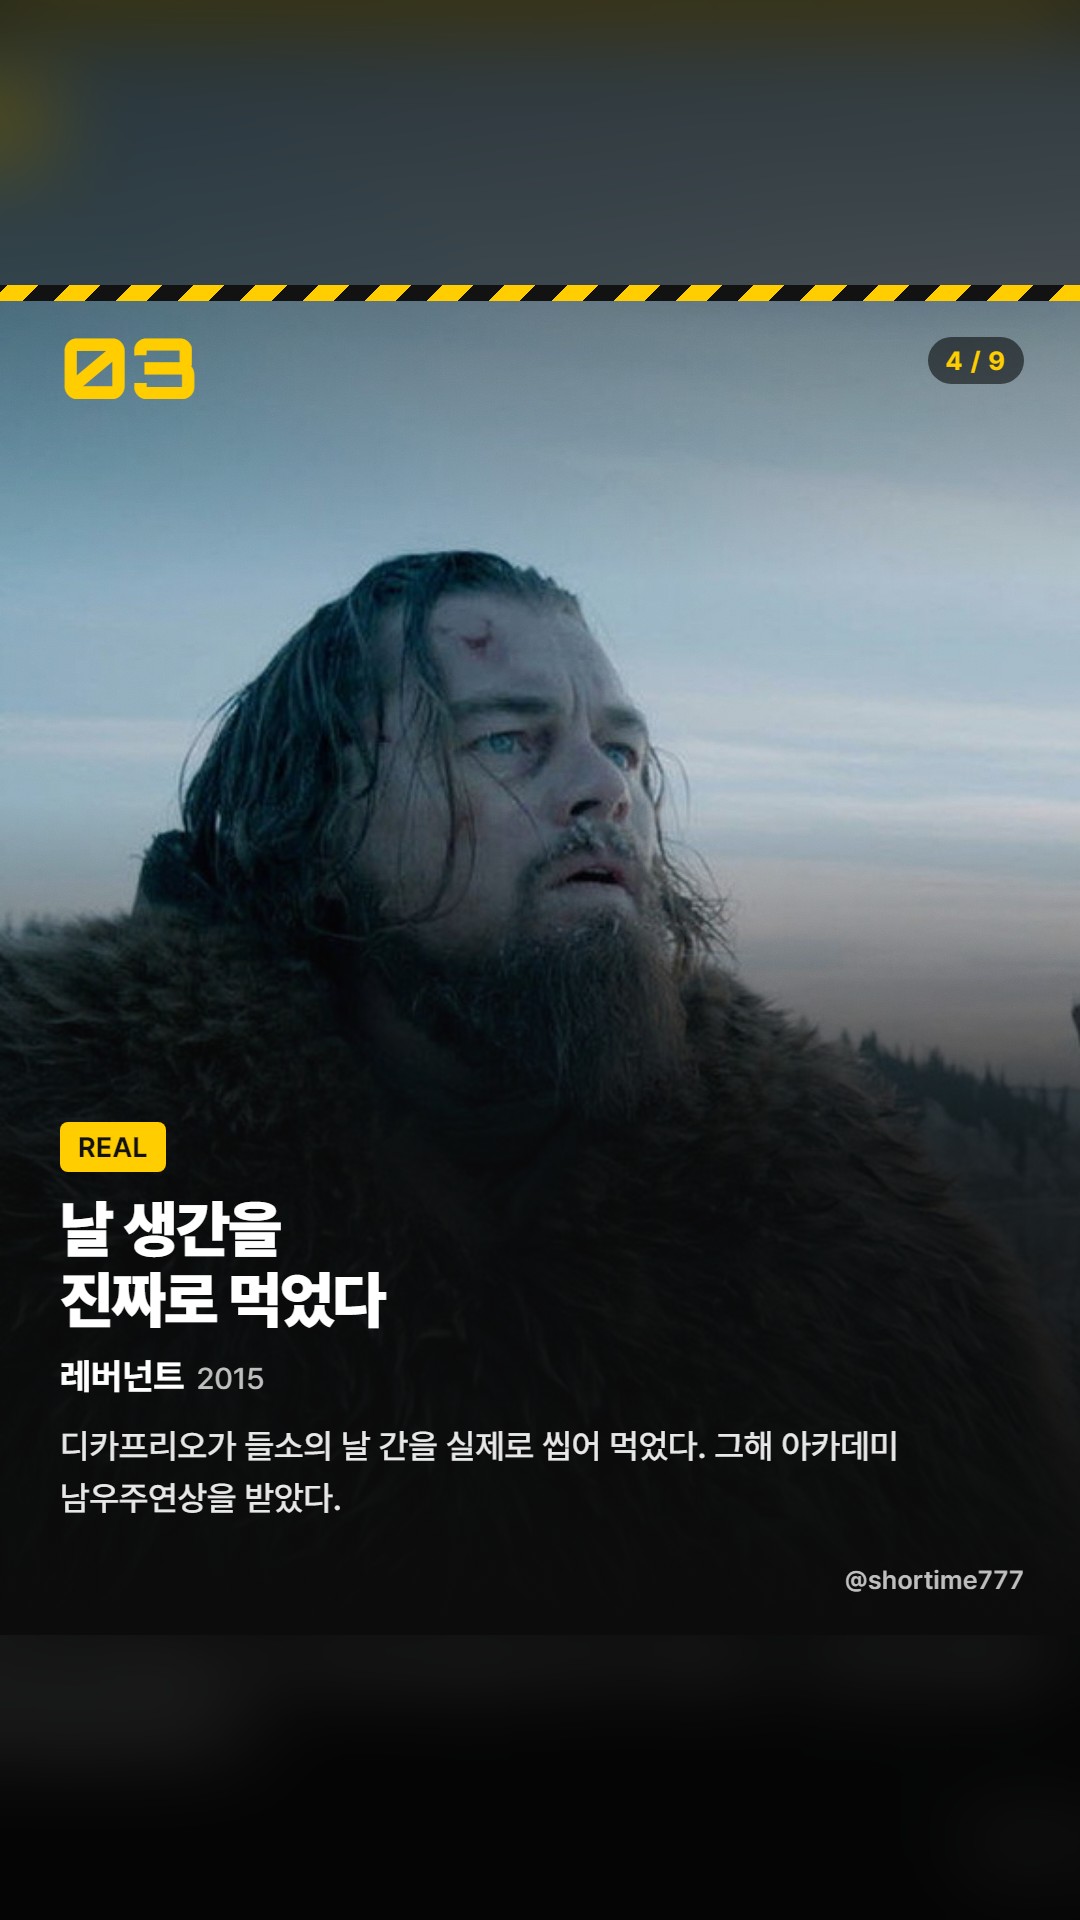 03
4 / 9
REAL
날 생간을
진짜로 먹었다
레버넌트 2015
디카프리오가 들소의 날 간을 실제로 씹어 먹었다. 그해 아카데미
남우주연상을 받았다.
@shortime777